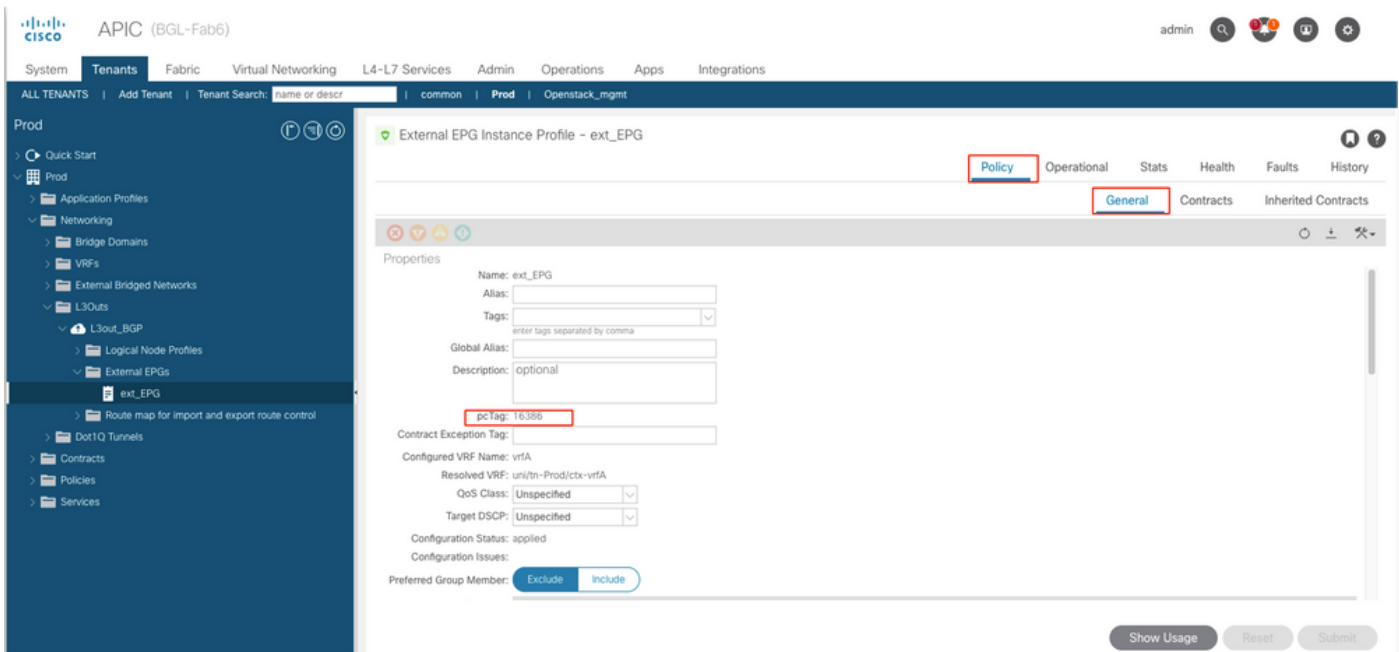 cisco
APIC (BGL-Fab6)
admin
System Tenants Fabric Virtual Networking L4-L7 Services Admin Operations Apps Integrations
ALL TENANTS | Add Tenant | Tenant Search: name or descr | common | Prod | Openstack_mgmt
Prod
Quick Start
Prod
Application Profiles
Networking
Bridge Domains
VRFs
External Bridged Networks
L3Outs
L3out_BGP
Logical Node Profiles
External EPGs
ext_EPG
Route map for import and export route control
Dot1Q Tunnels
Contracts
Policies
Services
External EPG Instance Profile - ext_EPG
Policy Operational Stats Health Faults History
General Contracts Inherited Contracts
Properties
Name: ext_EPG
Alias:
Tags:
enter tags separated by comma
Global Alias:
Description: optional
pcTag: 16386
Contract Exception Tag:
Configured VRF Name: vrfA
Resolved VRF: uni/tn-Prod/ctx-vrfA
QoS Class: Unspecified
Target DSCP: Unspecified
Configuration Status: applied
Configuration Issues:
Preferred Group Member: Exclude Include
Show Usage Reset Submit